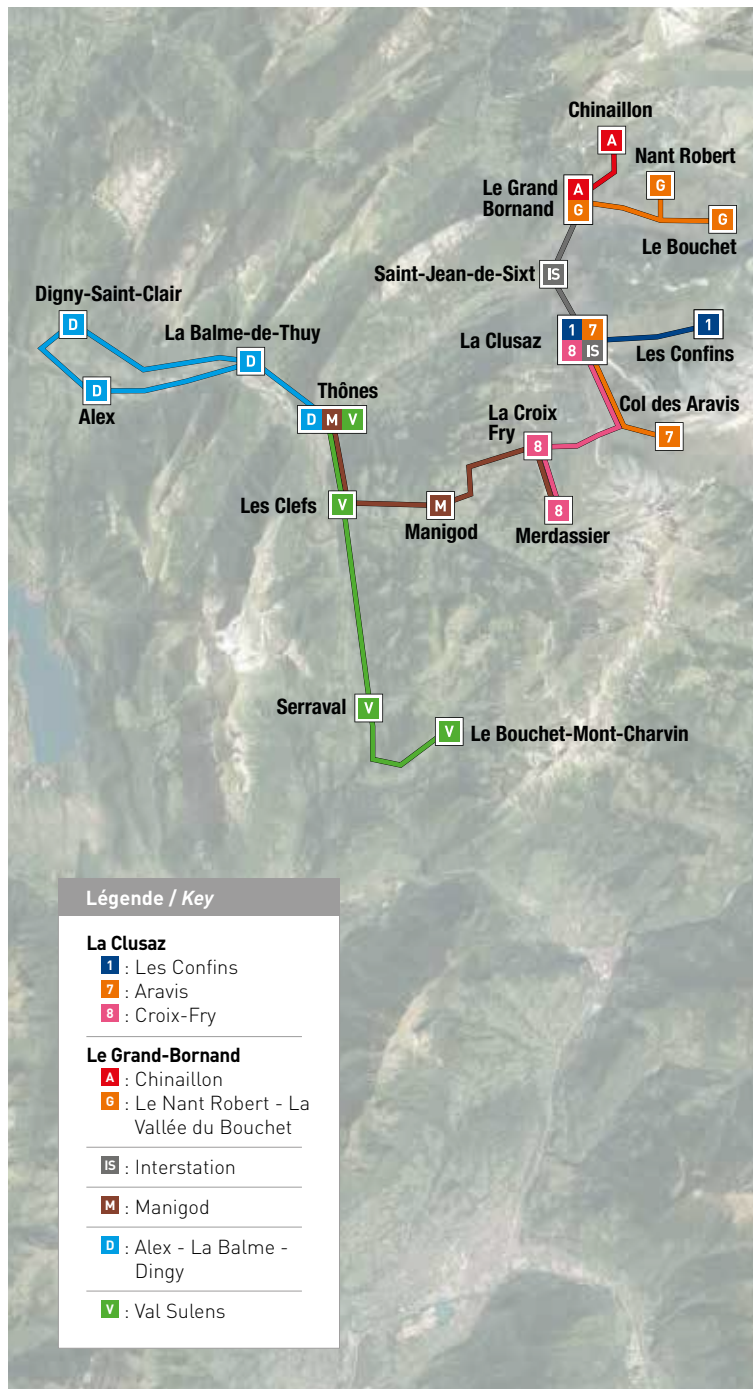 Chinaillon
A
Nant Robert
Le Grand
Bornand
A
G
G
G
Le Bouchet
Saint-Jean-de-Sixt
IS
Digny-Saint-Clair
D
La Balme-de-Thuy
D
La Clusaz
1 7
8 IS
1
Les Confins
D
Alex
Thônes
D M V
La Croix
Fry
8
Col des Aravis
7
Les Clefs
V
M
Manigod
8
Merdassier
Serraval
V
V
Le Bouchet-Mont-Charvin
Légende / Key
La Clusaz
1 : Les Confins
7 : Aravis
8 : Croix-Fry
Le Grand-Bornand
A : Chinaillon
G : Le Nant Robert - La
Vallée du Bouchet
IS : Interstation
M : Manigod
D : Alex - La Balme -
Dingy
V : Val Sulens